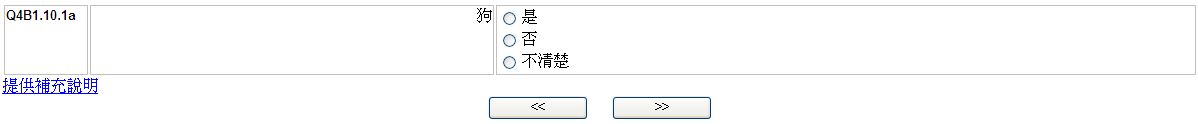 Q4B1.10.1a
狗
是
否
不清楚
提供補充說明
<< >>